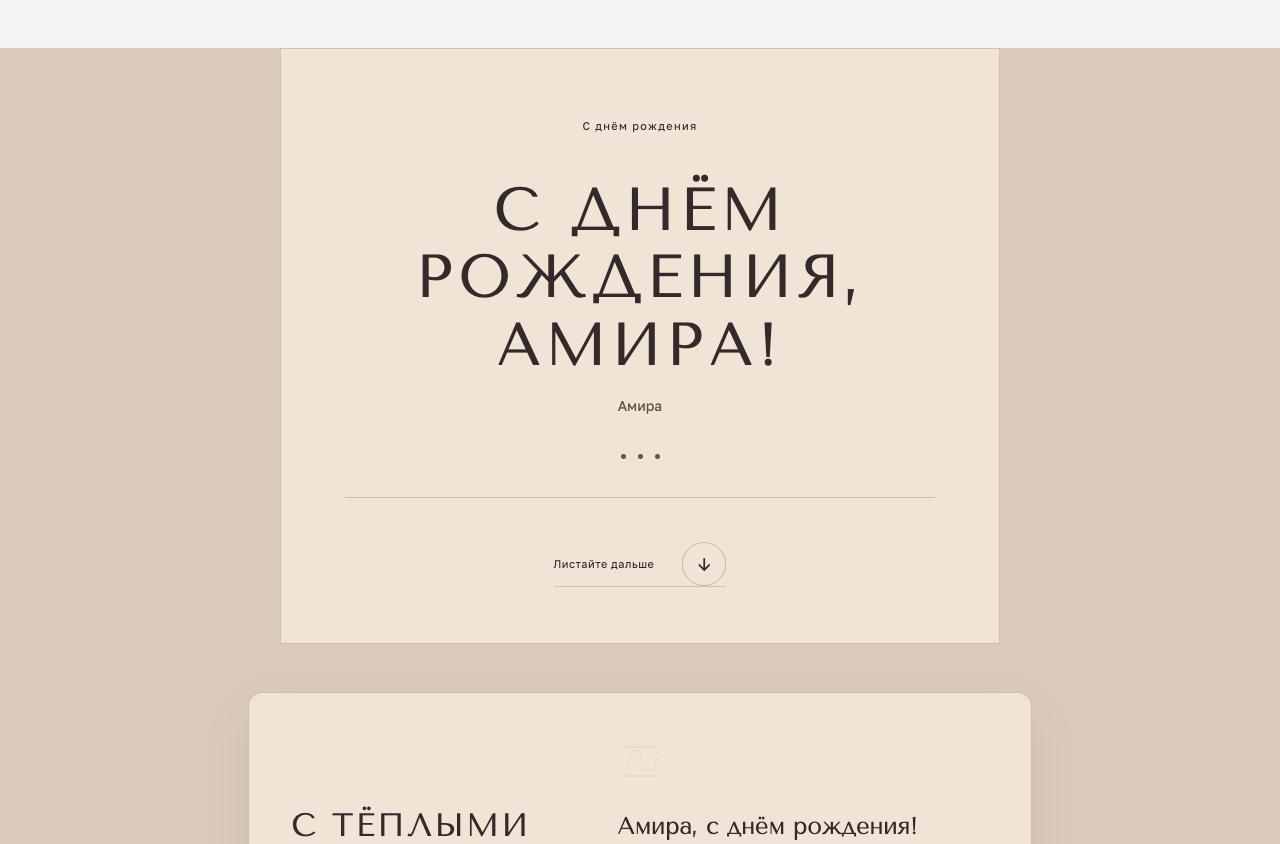 С днём рождения
С ДНЁМ
РОЖДЕНИЯ,
АМИРА!
Амира
Листайте дальше
С ТЁПЛЫМИ
Амира, с днём рождения!